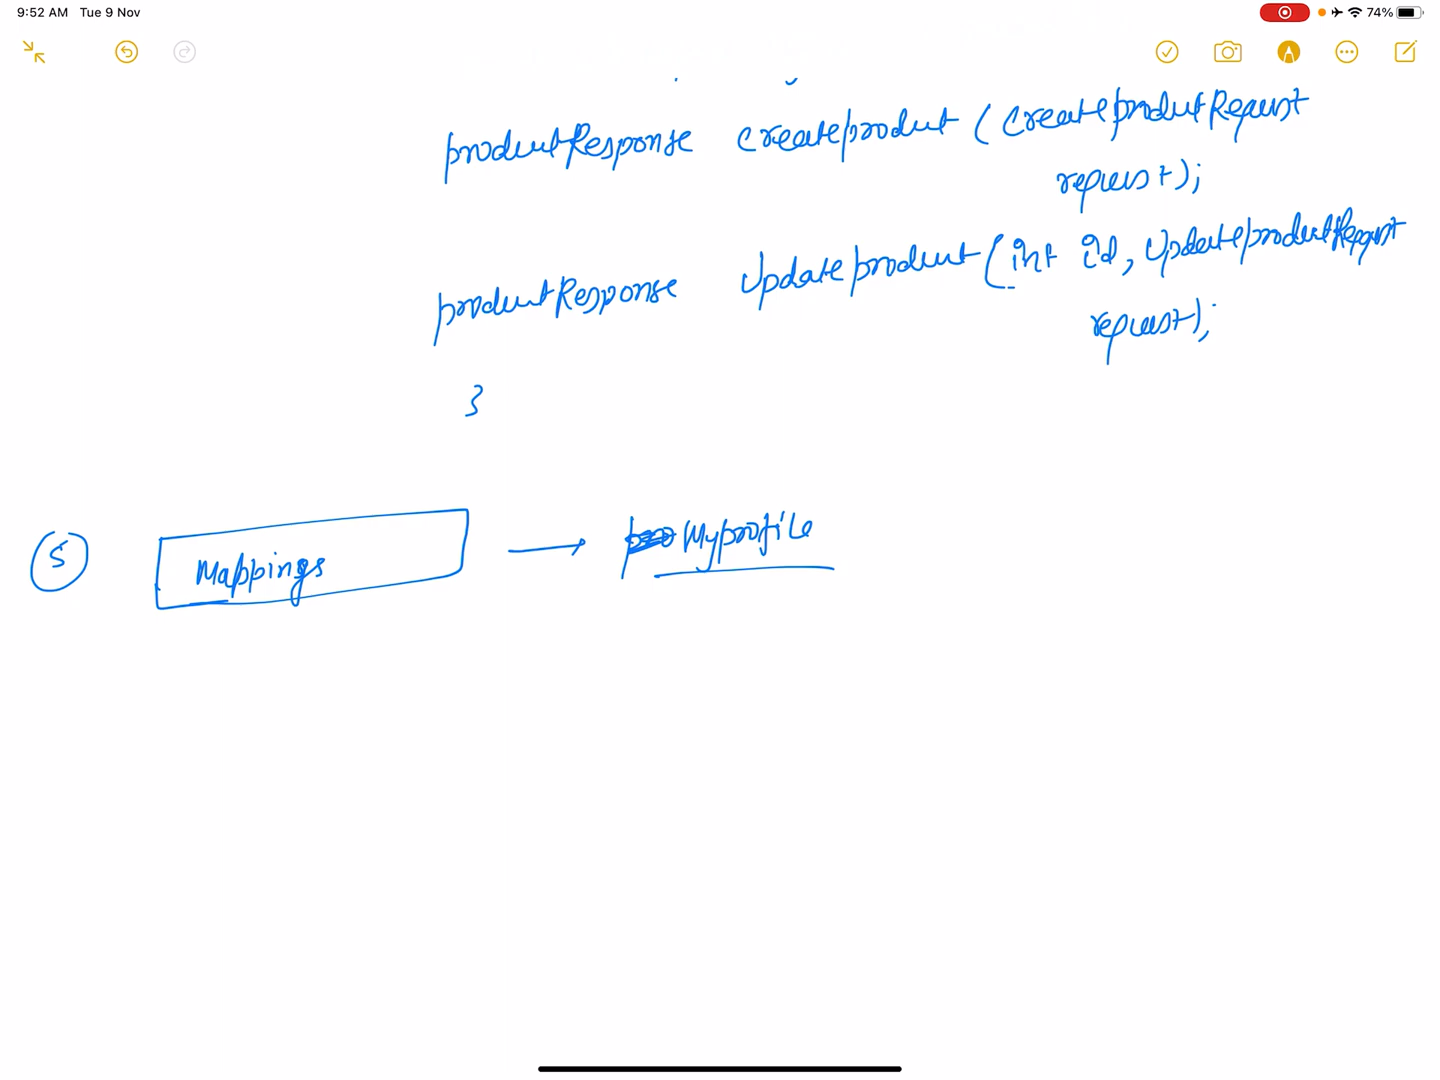 9:52 AM Tue 9 Nov 74%
productResponse createproduct (createproductRequest
request);
productResponse updateproduct (int id, updateproductRequest
request);
}
5 Mappings → Myprofile